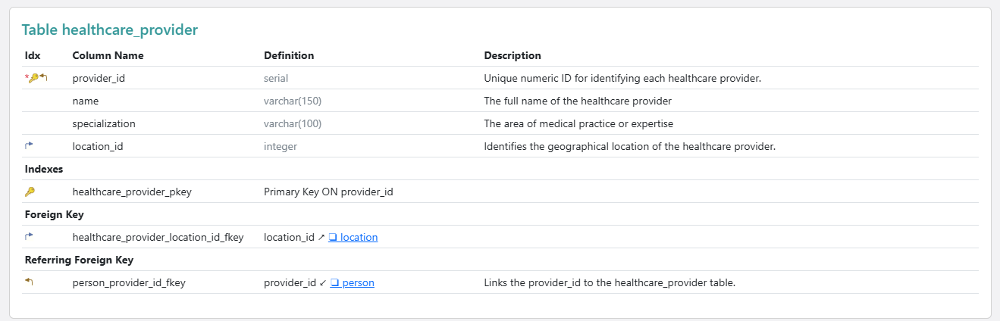 Table healthcare_provider
Idx Column Name Definition Description
* provider_id serial Unique numeric ID for identifying each healthcare provider.
name varchar(150) The full name of the healthcare provider
specialization varchar(100) The area of medical practice or expertise
location_id integer Identifies the geographical location of the healthcare provider.
Indexes
healthcare_provider_pkey Primary Key ON provider_id
Foreign Key
healthcare_provider_location_id_fkey location_id ↗ ❏ location
Referring Foreign Key
person_provider_id_fkey provider_id ↙ ❏ person Links the provider_id to the healthcare_provider table.